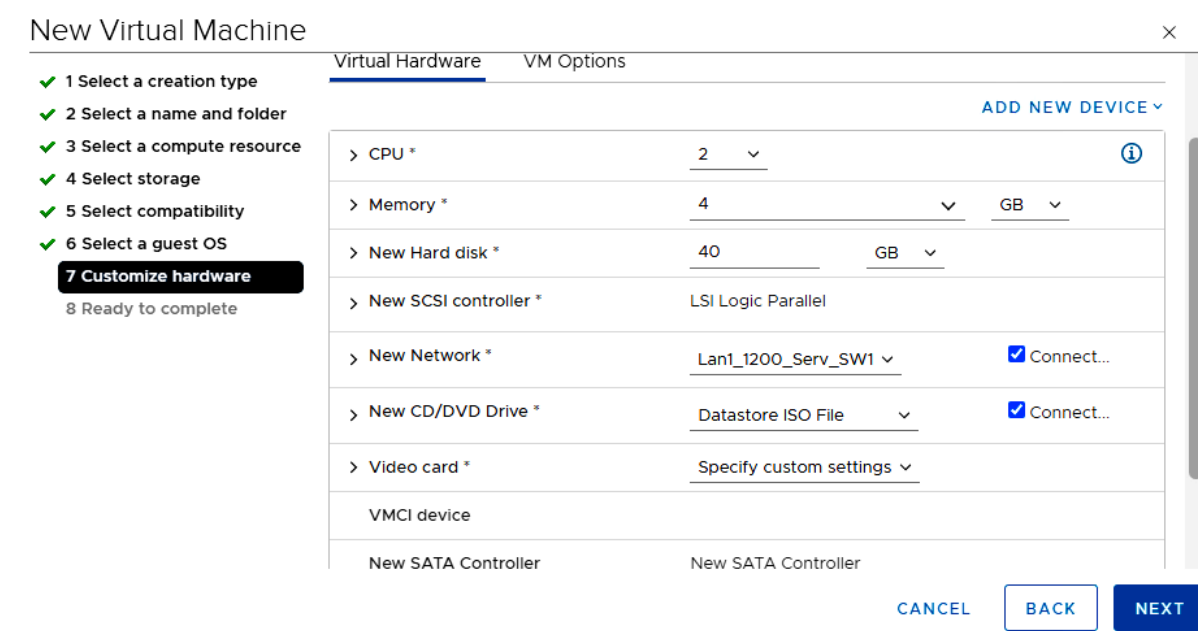 New Virtual Machine
1 Select a creation type
2 Select a name and folder
3 Select a compute resource
4 Select storage
5 Select compatibility
6 Select a guest OS
7 Customize hardware
8 Ready to complete
Virtual Hardware VM Options
ADD NEW DEVICE
CPU * 2
Memory * 4 GB
New Hard disk * 40 GB
New SCSI controller * LSI Logic Parallel
New Network * Lan1_1200_Serv_SW1 Connect...
New CD/DVD Drive * Datastore ISO File Connect...
Video card * Specify custom settings
VMCI device
New SATA Controller New SATA Controller
CANCEL BACK NEXT